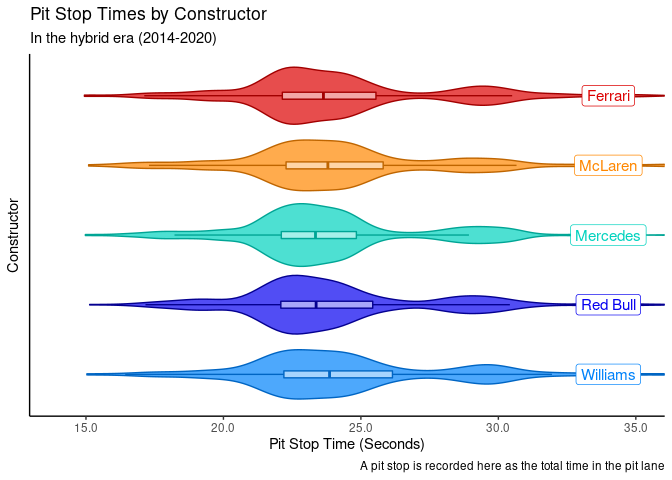 Pit Stop Times by Constructor
In the hybrid era (2014-2020)
Constructor
Ferrari
McLaren
Mercedes
Red Bull
Williams
15.0 20.0 25.0 30.0 35.0
Pit Stop Time (Seconds)
A pit stop is recorded here as the total time in the pit lane